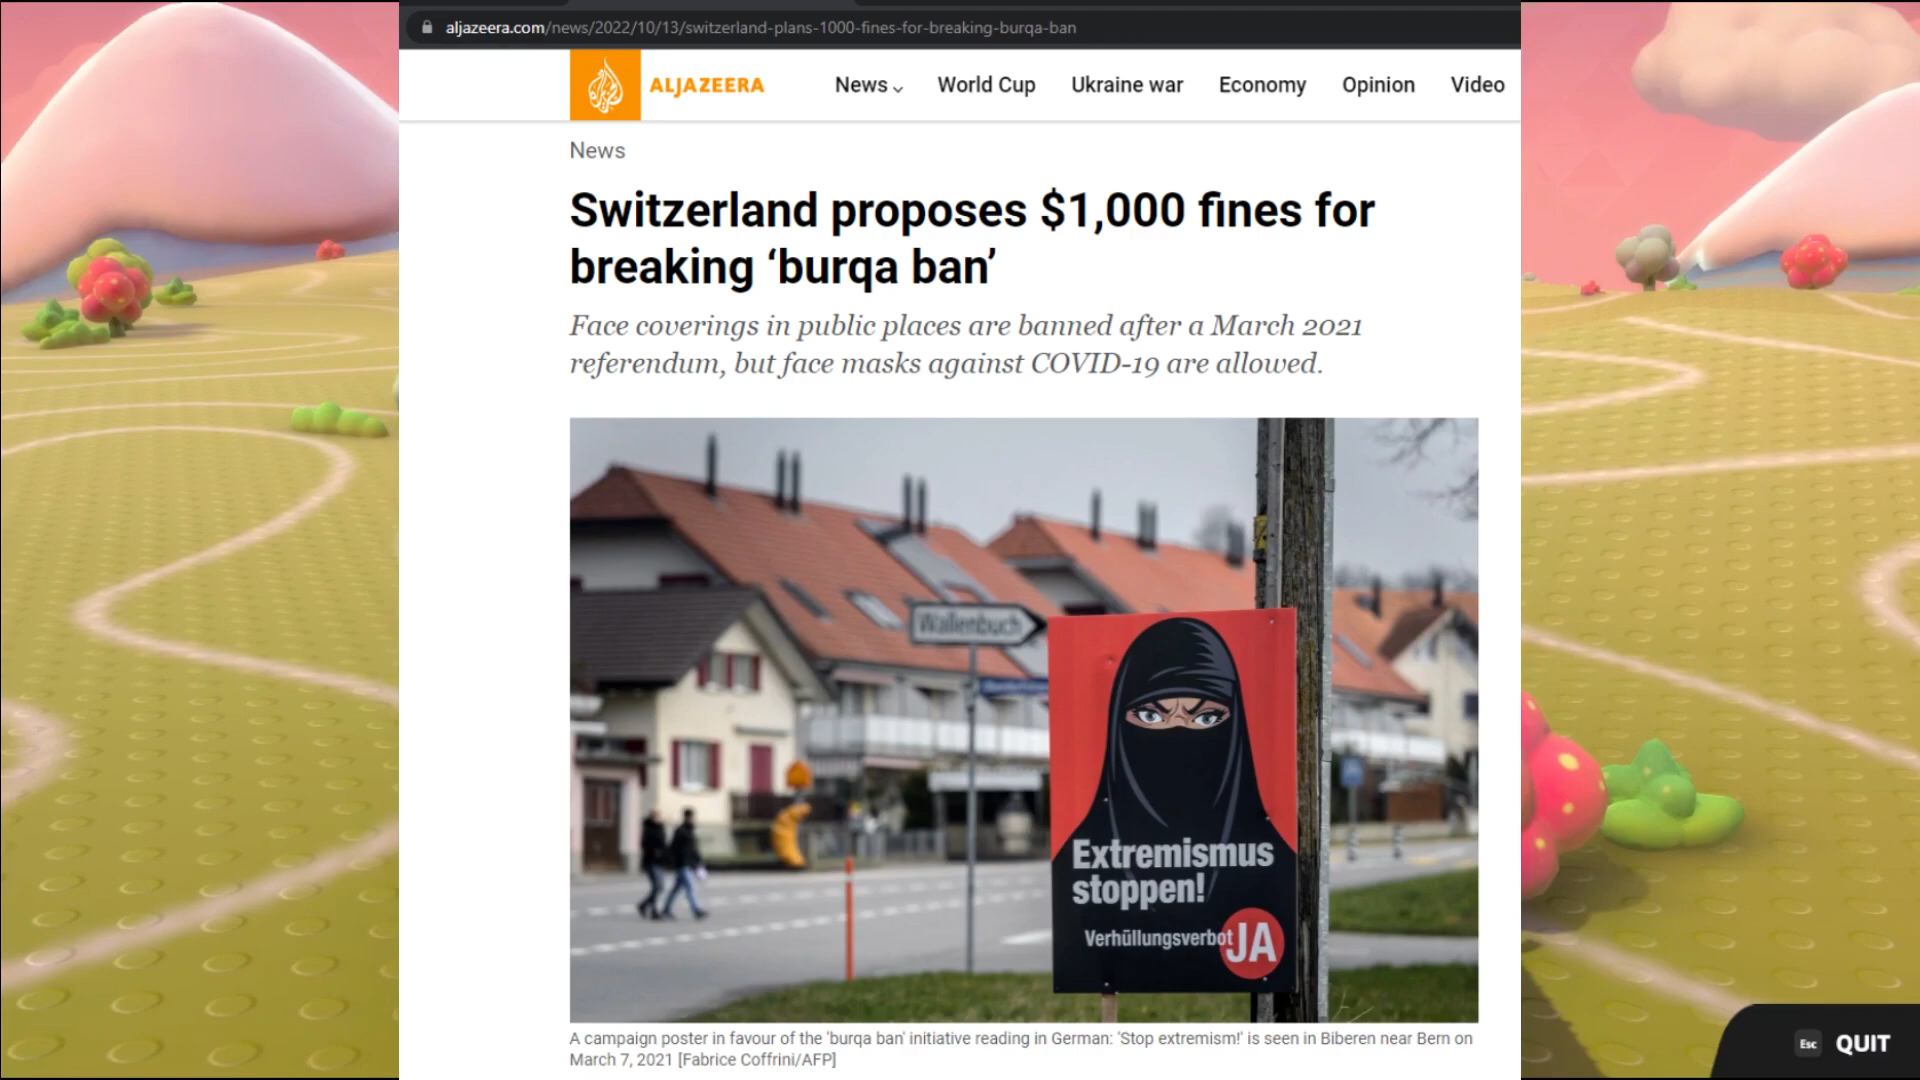 aljazeera.com/news/2022/10/13/switzerland-plans-1000-fines-for-breaking-burqa-ban
ALJAZEERA
News World Cup Ukraine war Economy Opinion Video
News
Switzerland proposes $1,000 fines for
breaking ‘burqa ban’
Face coverings in public places are banned after a March 2021
referendum, but face masks against COVID-19 are allowed.
Wallenbuch
Extremismus
stoppen!
Verhüllungsverbot JA
A campaign poster in favour of the 'burqa ban' initiative reading in German: 'Stop extremism!' is seen in Biberen near Bern on
March 7, 2021 [Fabrice Coffrini/AFP]
Esc QUIT